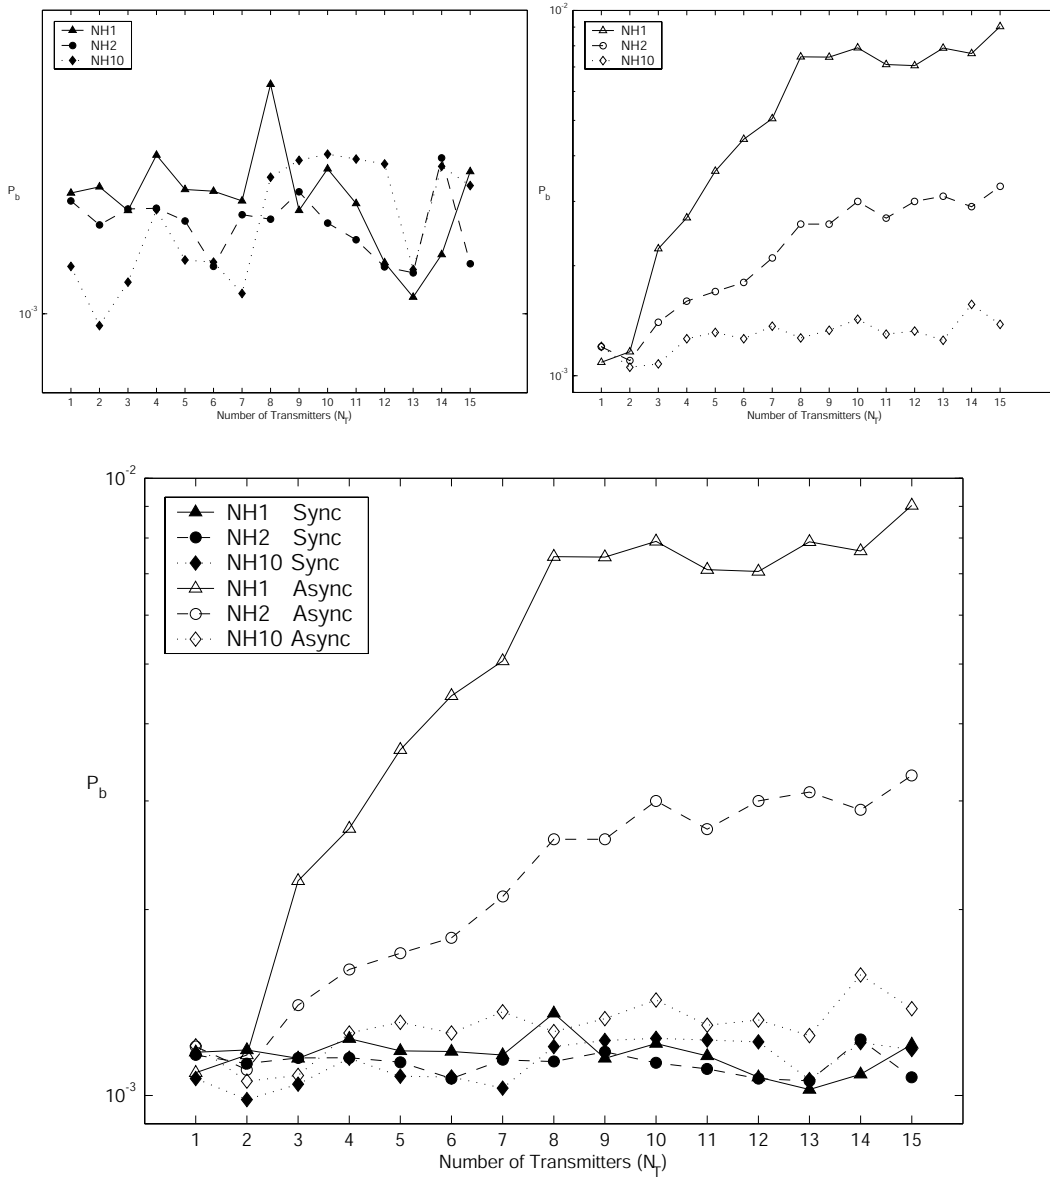 NH1
NH2
NH10
P_b
10^-3
1 2 3 4 5 6 7 8 9 10 11 12 13 14 15
Number of Transmitters (N_T)
10^-2
NH1
NH2
NH10
P_b
10^-3
1 2 3 4 5 6 7 8 9 10 11 12 13 14 15
Number of Transmitters (N_T)
10^-2
NH1 Sync
NH2 Sync
NH10 Sync
NH1 Async
NH2 Async
NH10 Async
P_b
10^-3
1 2 3 4 5 6 7 8 9 10 11 12 13 14 15
Number of Transmitters (N_T)